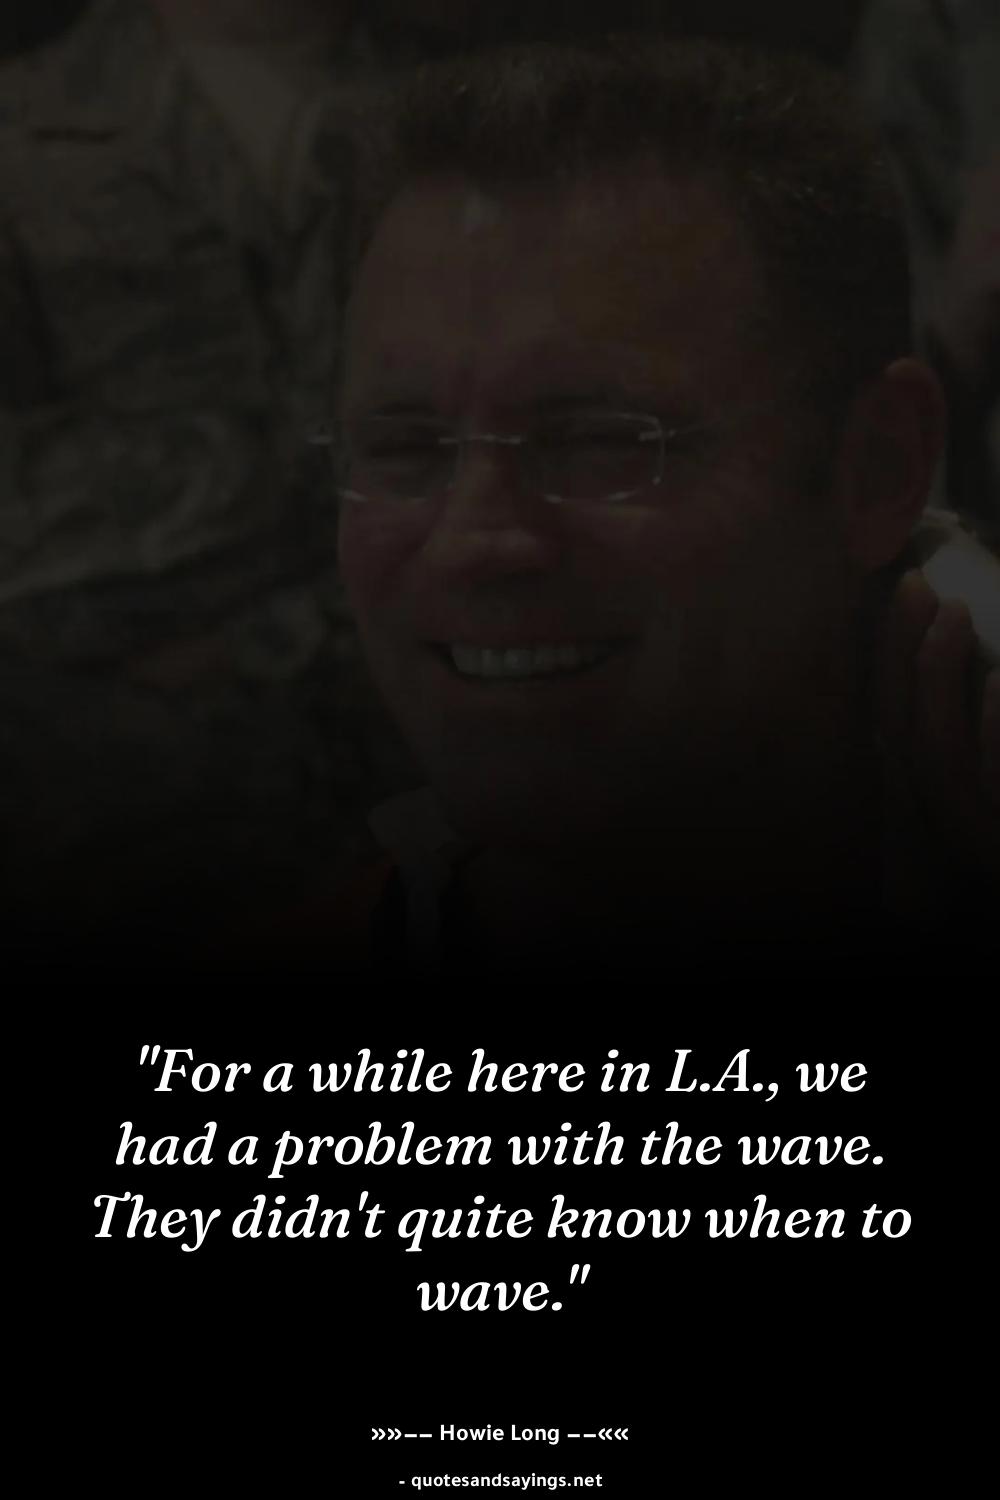 "For a while here in L.A., we
had a problem with the wave.
They didn't quite know when to
wave."
»»–– Howie Long ––««
- quotesandsayings.net